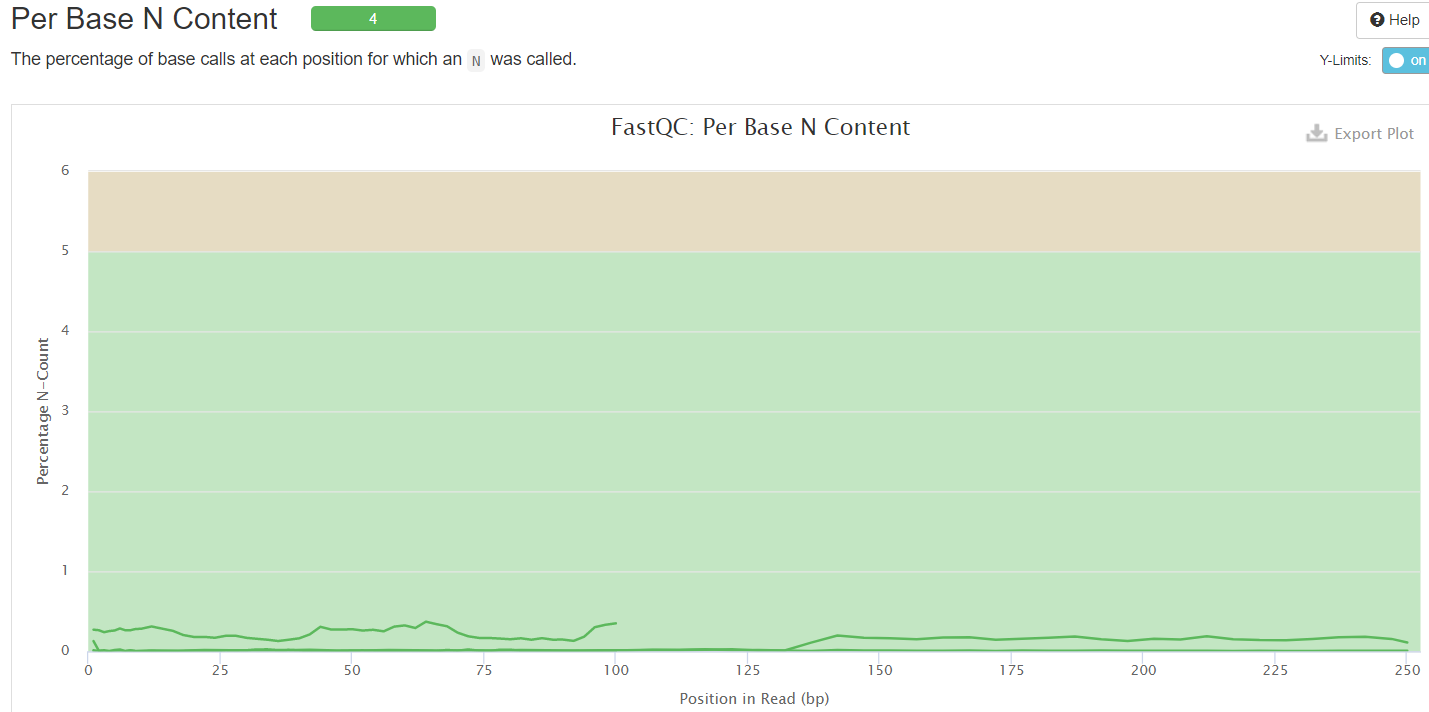 Per Base N Content
4
Help
The percentage of base calls at each position for which an N was called.
Y-Limits: on
FastQC: Per Base N Content
Export Plot
6
5
4
3
2
1
0
Percentage N-Count
0 25 50 75 100 125 150 175 200 225 250
Position in Read (bp)